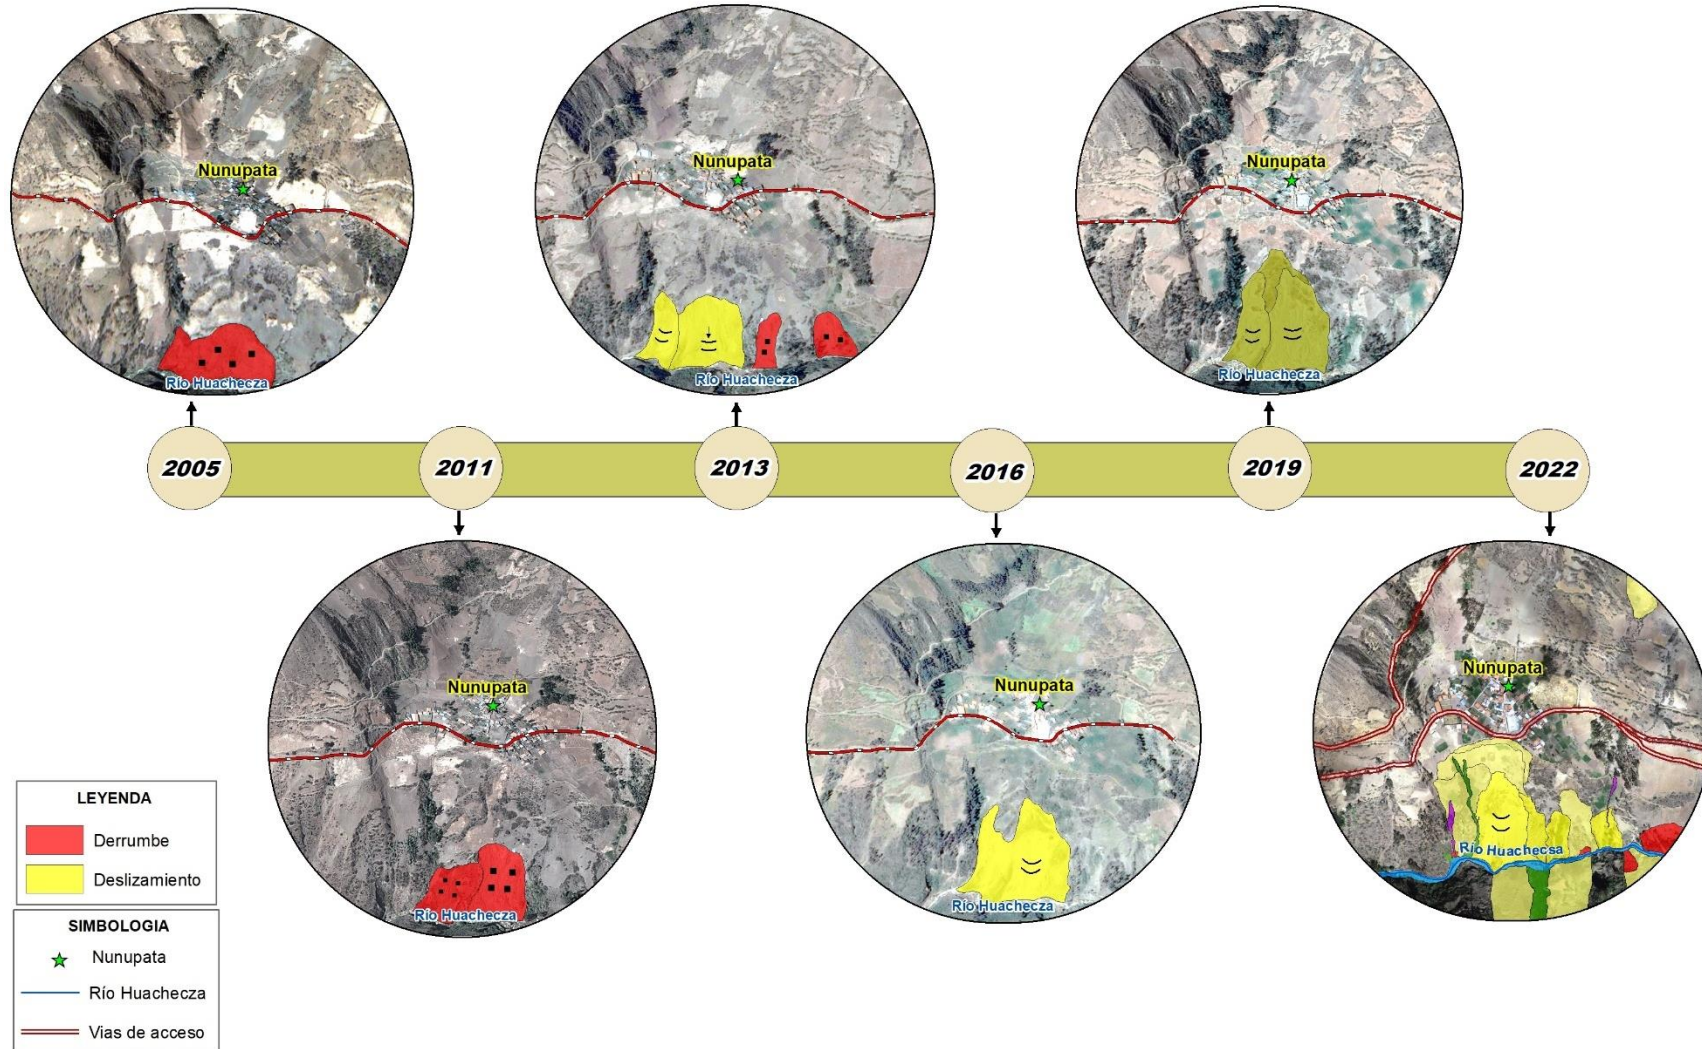 Nunupata
Río Huachecza
Nunupata
Río Huachecza
Nunupata
Río Huachecza
2005
2011
2013
2016
2019
2022
Nunupata
Río Huachecza
Nunupata
Río Huachecza
Nunupata
Río Huachecsa
LEYENDA
Derrumbe
Deslizamiento
SIMBOLOGIA
Nunupata
Río Huachecza
Vias de acceso